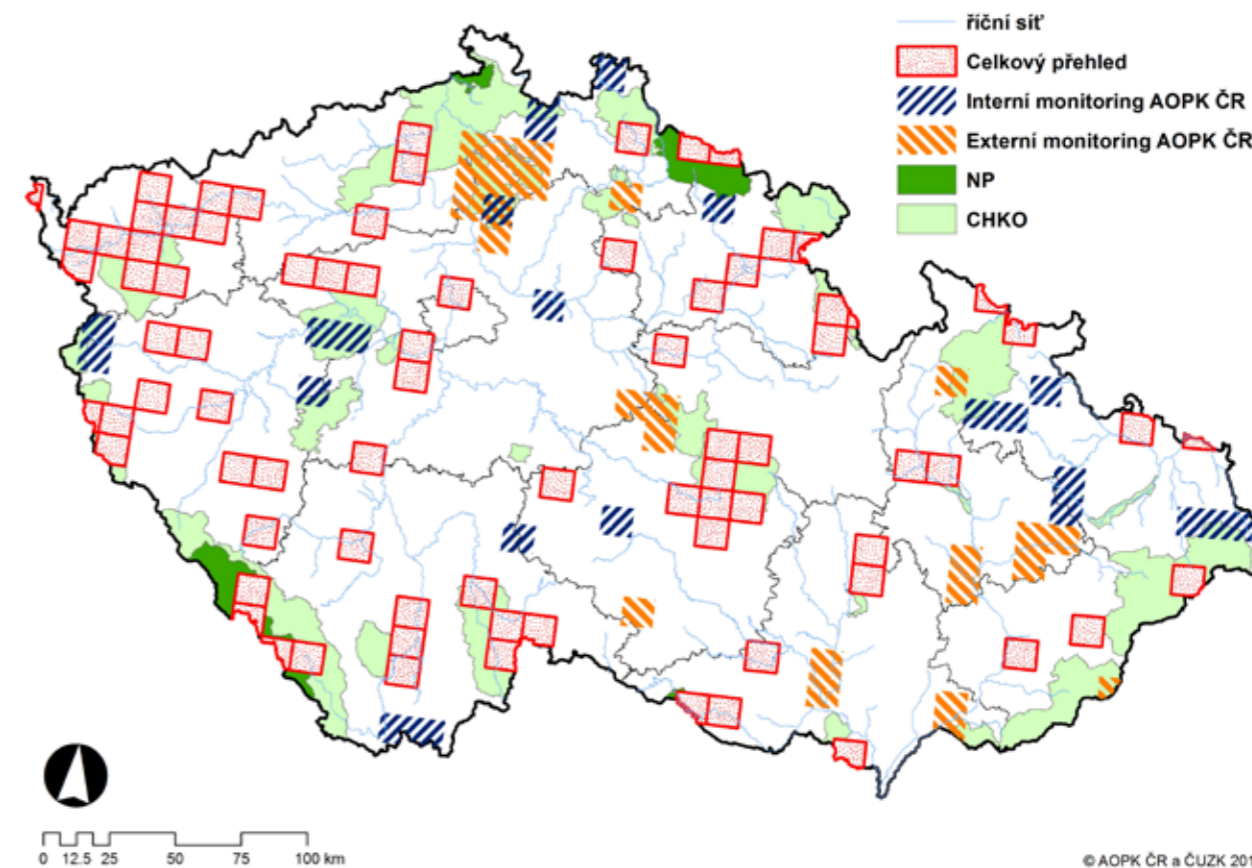 říční síť
Celkový přehled
Interní monitoring AOPK ČR
Externí monitoring AOPK ČR
NP
CHKO
0 12.5 25 50 75 100 km
© AOPK ČR a ČUZK 201